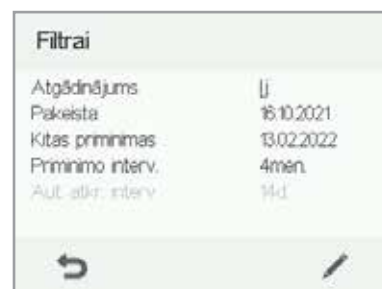 Filtrai
Atgādinājums Įj
Pakeista 16.10.2021
Kitas priminimas 13.02.2022
Priminimo interv. 4mėn.
Aut. atkr. interv. 14d.